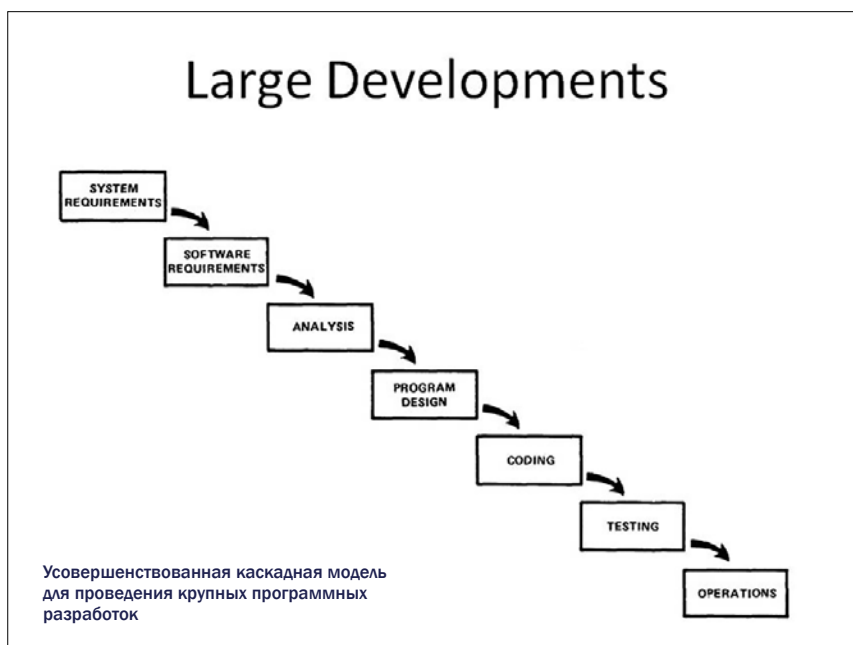 Large Developments
SYSTEM
REQUIREMENTS
SOFTWARE
REQUIREMENTS
ANALYSIS
PROGRAM
DESIGN
CODING
TESTING
OPERATIONS
Усовершенствованная каскадная модель
для проведения крупных программных
разработок